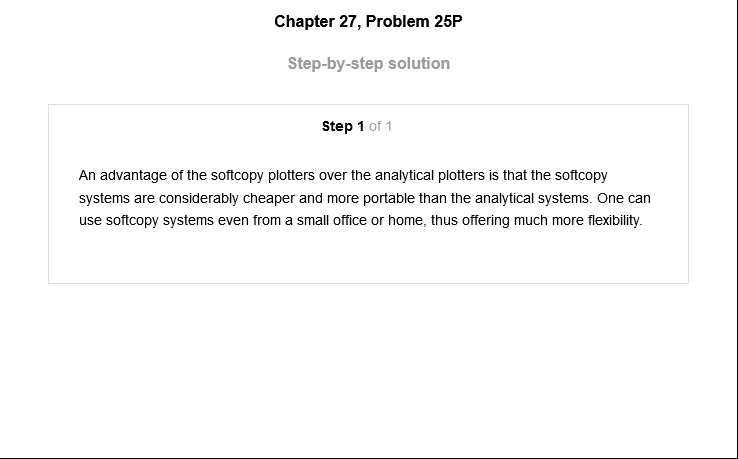 Chapter 27, Problem 25P
Step-by-step solution
Step 1 of 1
An advantage of the softcopy plotters over the analytical plotters is that the softcopy
systems are considerably cheaper and more portable than the analytical systems. One can
use softcopy systems even from a small office or home, thus offering much more flexibility.